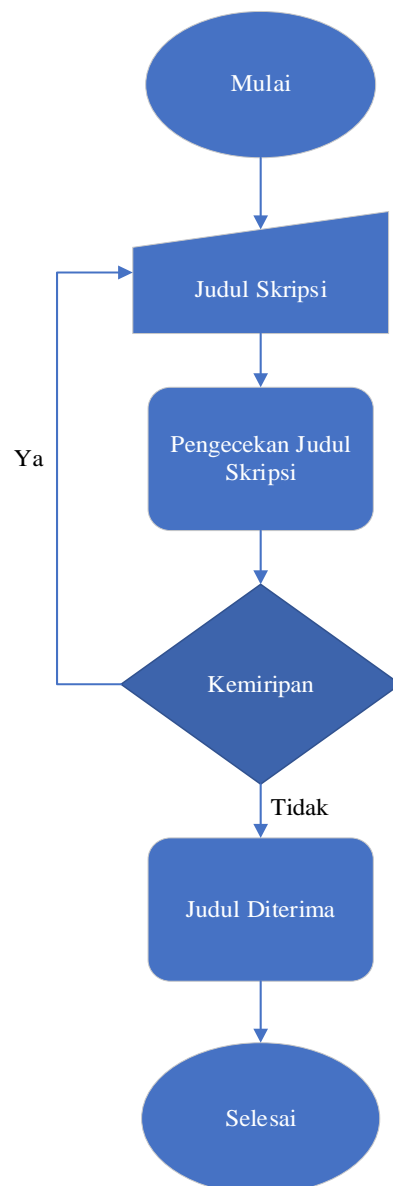 Mulai
Judul Skripsi
Pengecekan Judul
Skripsi
Ya
Kemiripan
Tidak
Judul Diterima
Selesai